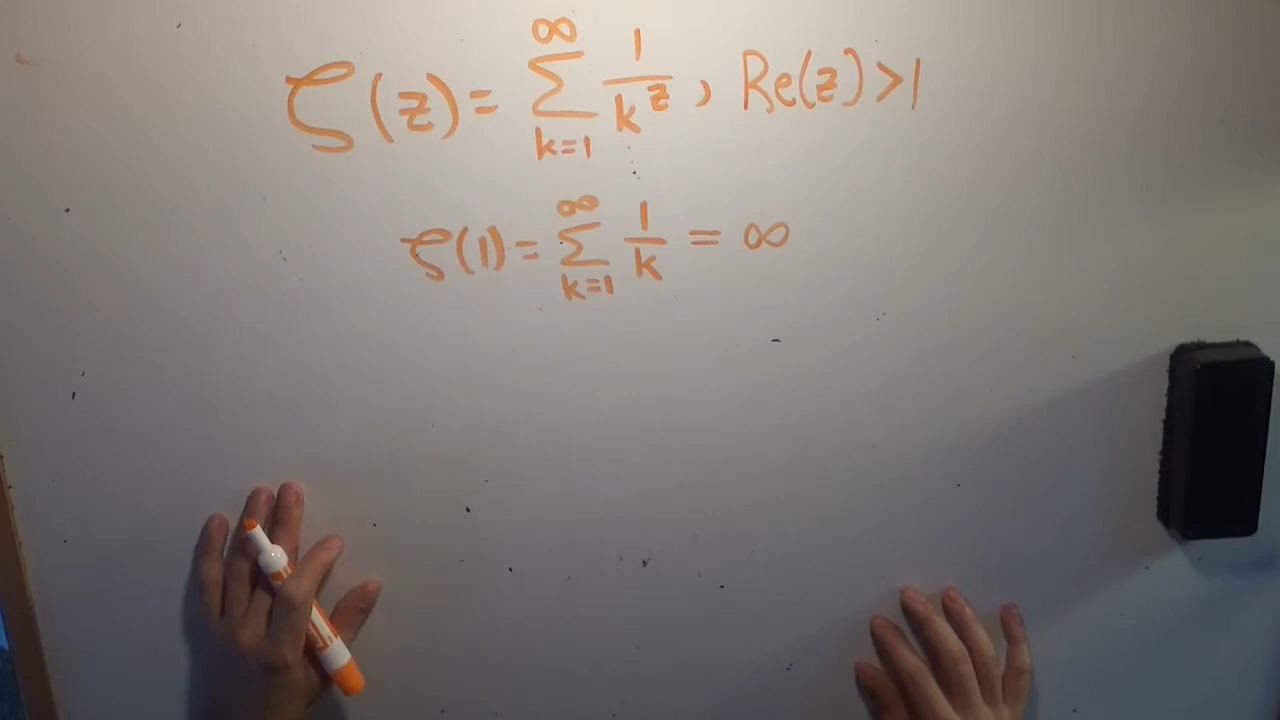 ζ(z) = ∑_{k=1}^{∞} 1/k^z , Re(z) > 1
ζ(1) = ∑_{k=1}^{∞} 1/k = ∞